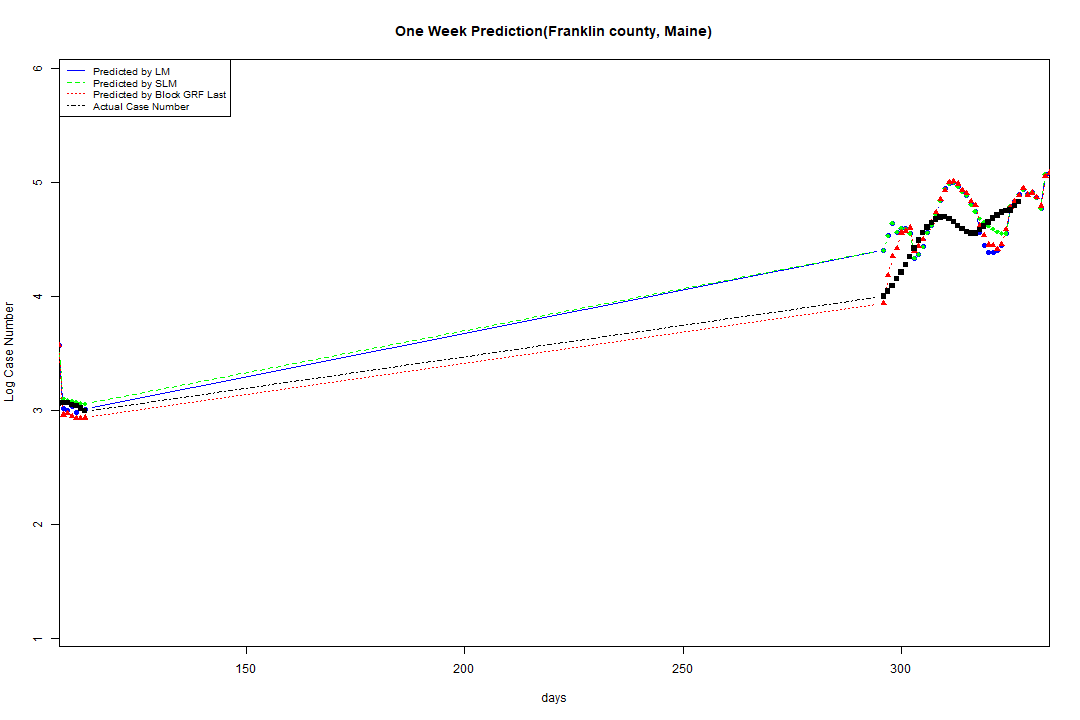 One Week Prediction(Franklin county, Maine)
Predicted by LM
Predicted by SLM
Predicted by Block GRF Last
Actual Case Number
6
5
4
3
2
1
Log Case Number
150 200 250 300
days